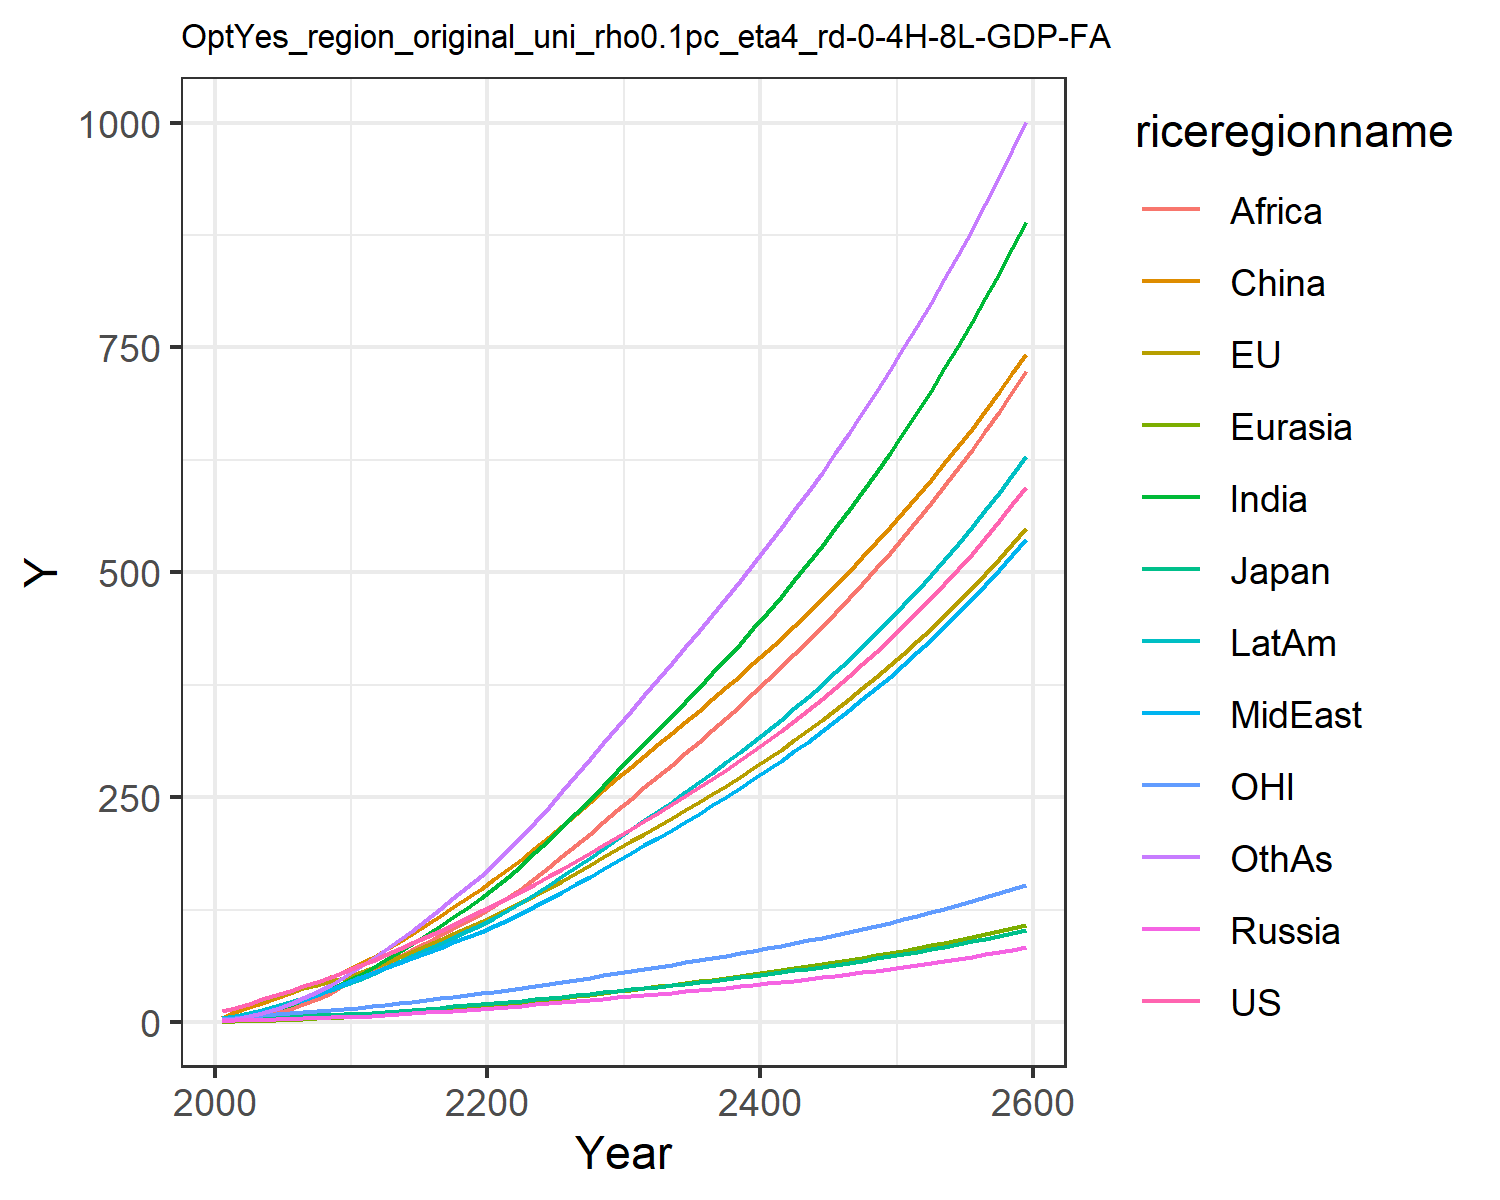 OptYes_region_original_uni_rho0.1pc_eta4_rd-0-4H-8L-GDP-FA
1000
750
500
250
0
Y
2000 2200 2400 2600
Year
riceregionname
Africa
China
EU
Eurasia
India
Japan
LatAm
MidEast
OHI
OthAs
Russia
US